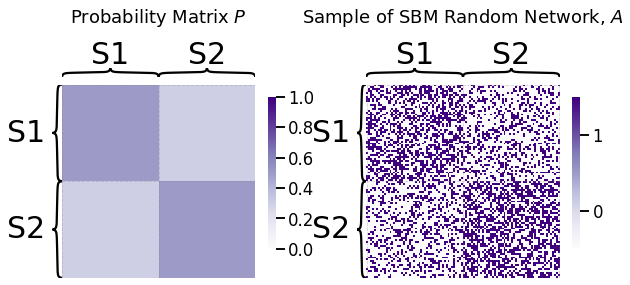 Probability Matrix P
S1
S2
S1
S2
1.0
0.8
0.6
0.4
0.2
0.0
Sample of SBM Random Network, A
S1
S2
S1
S2
1
0